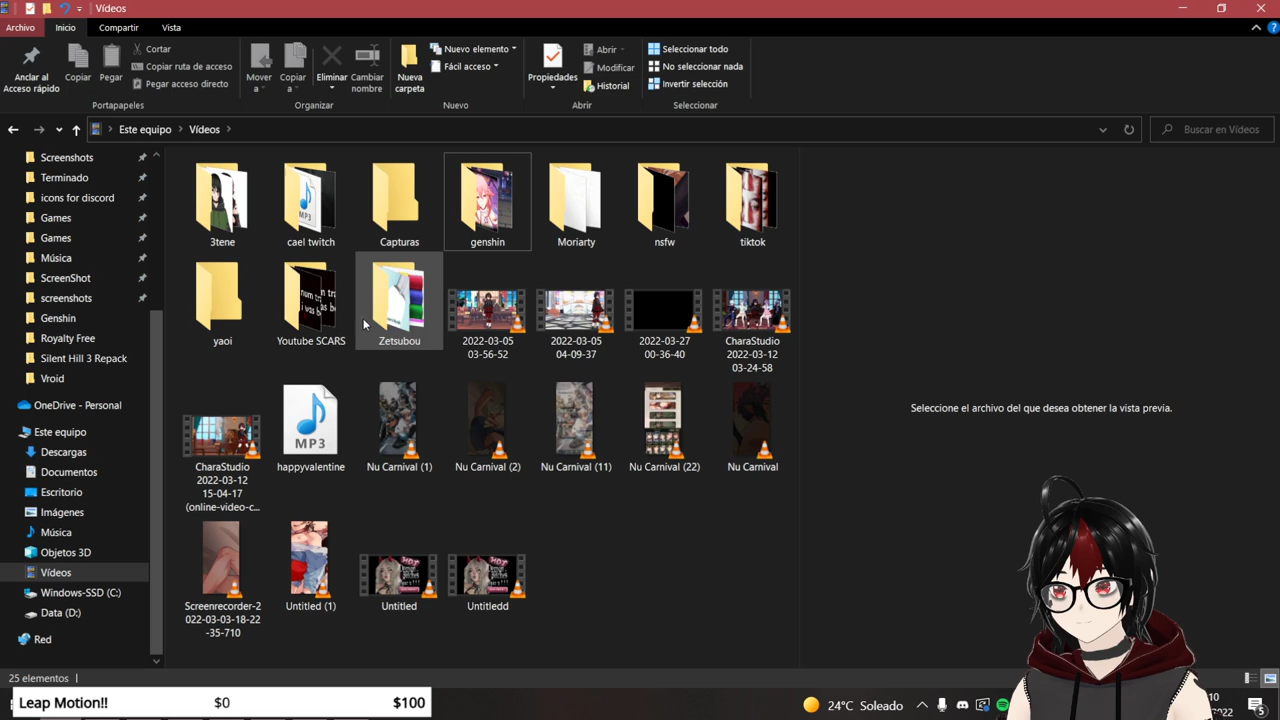 Vídeos
Archivo Inicio Compartir Vista
Anclar al Acceso rápido
Copiar
Pegar
Cortar
Copiar ruta de acceso
Pegar acceso directo
Portapapeles
Mover a
Copiar a
Eliminar
Cambiar nombre
Organizar
Nueva carpeta
Nuevo elemento
Fácil acceso
Nuevo
Propiedades
Abrir
Modificar
Historial
Abrir
Seleccionar todo
No seleccionar nada
Invertir selección
Seleccionar
Este equipo > Vídeos >
Buscar en Vídeos
Screenshots
Terminado
icons for discord
Games
Games
Música
ScreenShot
screenshots
Genshin
Royalty Free
Silent Hill 3 Repack
Vroid
OneDrive - Personal
Este equipo
Descargas
Documentos
Escritorio
Imágenes
Música
Objetos 3D
Vídeos
Windows-SSD (C:)
Data (D:)
Red
3tene
cael twitch
Capturas
genshin
Moriarty
nsfw
tiktok
yaoi
Youtube SCARS
Zetsubou
2022-03-05 03-56-52
2022-03-05 04-09-37
2022-03-27 00-36-40
CharaStudio 2022-03-12 03-24-58
CharaStudio 2022-03-12 15-04-17 (online-video-c...
MP3
happyvalentine
Nu Carnival (1)
Nu Carnival (2)
Nu Carnival (11)
Nu Carnival (22)
Nu Carnival
Screenrecorder-2022-03-03-18-22-35-710
Untitled (1)
Untitled
Untitledd
Seleccione el archivo del que desea obtener la vista previa.
25 elementos
Leap Motion!! $0 $100
24°C Soleado